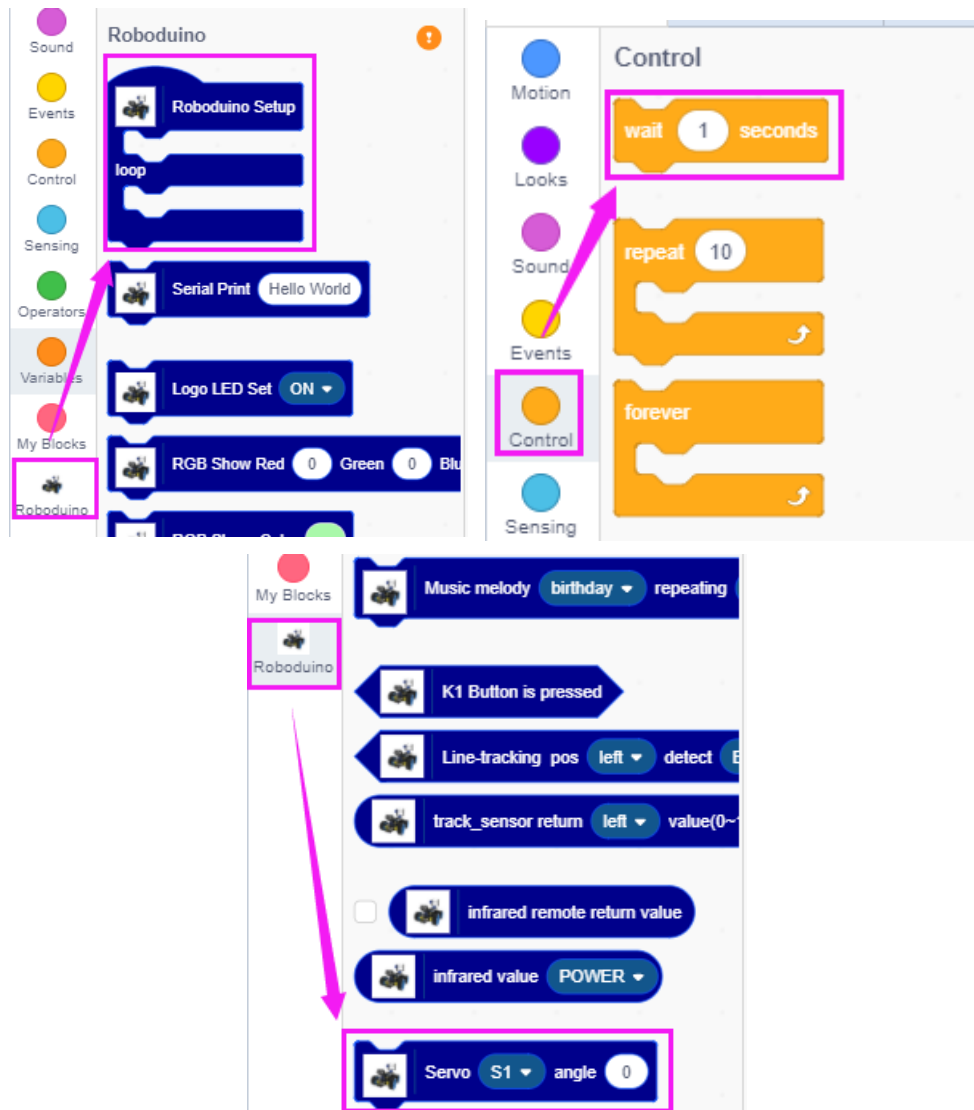 Sound
Events
Control
Sensing
Operators
Variables
My Blocks
Roboduino
Roboduino
Roboduino Setup
loop
Serial Print Hello World
Logo LED Set ON
RGB Show Red 0 Green 0 Blu
Motion
Looks
Sound
Events
Control
Sensing
Control
wait 1 seconds
repeat 10
forever
My Blocks
Roboduino
Music melody birthday repeating
K1 Button is pressed
Line-tracking pos left detect
track_sensor return left value(0~
infrared remote return value
infrared value POWER
Servo S1 angle 0